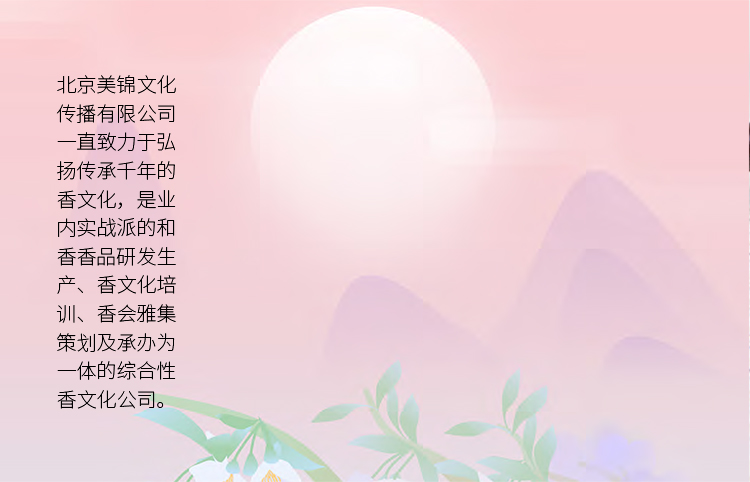 北京美锦文化
传播有限公司
一直致力于弘
扬传承千年的
香文化，是业
内实战派的和
香香品研发生
产、香文化培
训、香会雅集
策划及承办为
一体的综合性
香文化公司。